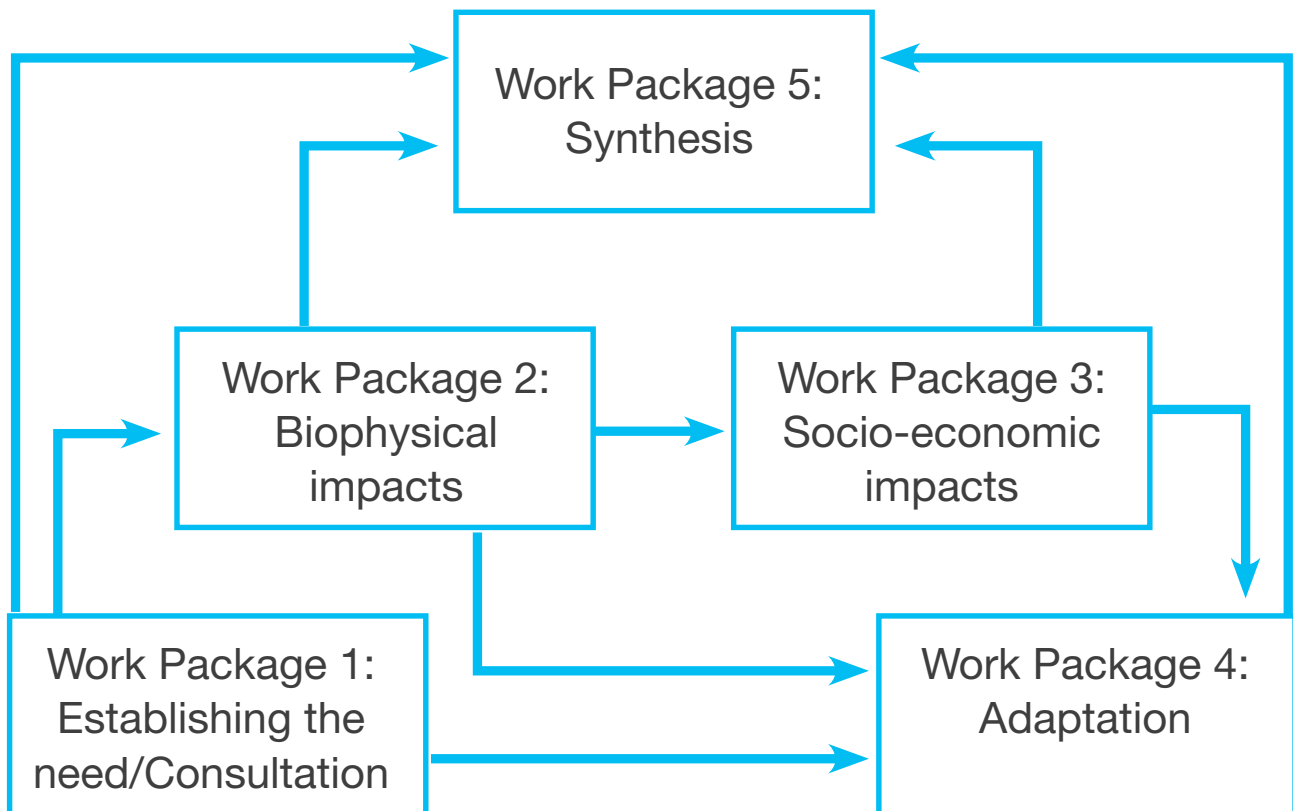 Work Package 5:
Synthesis
Work Package 2:
Biophysical
impacts
Work Package 3:
Socio-economic
impacts
Work Package 1:
Establishing the
need/Consultation
Work Package 4:
Adaptation